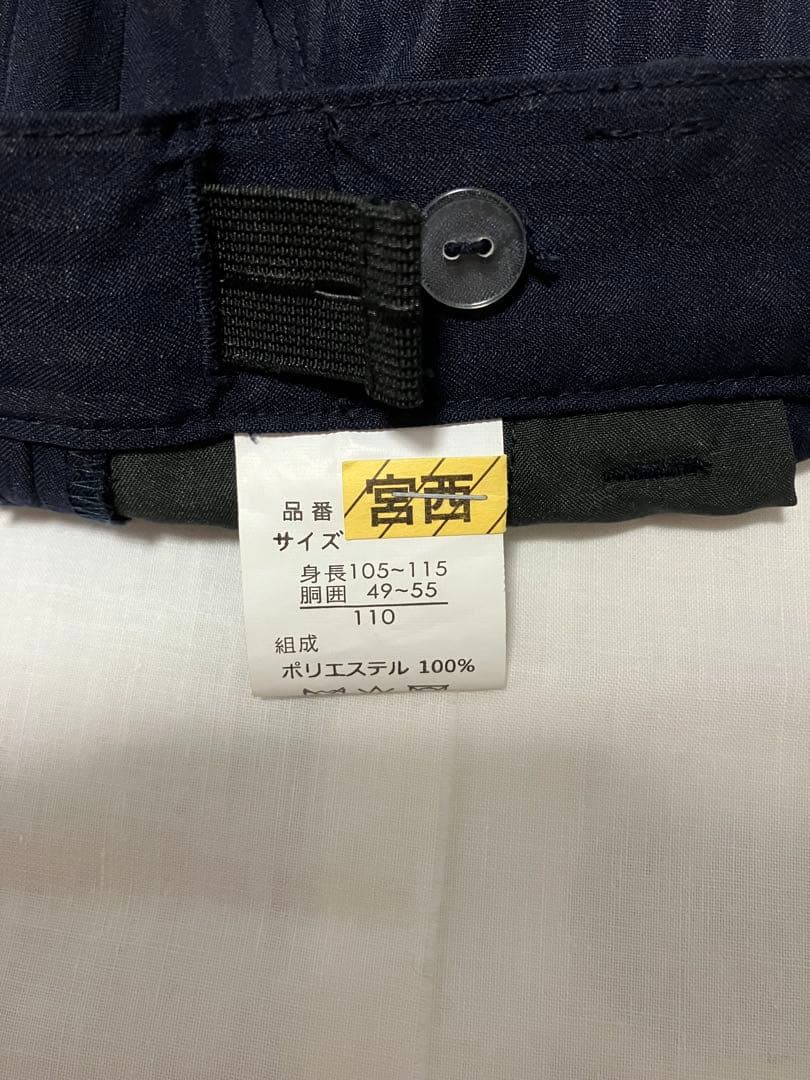 品番 宮西
サイズ
身長105~115
胴囲 49~55
110
組成
ポリエステル 100%